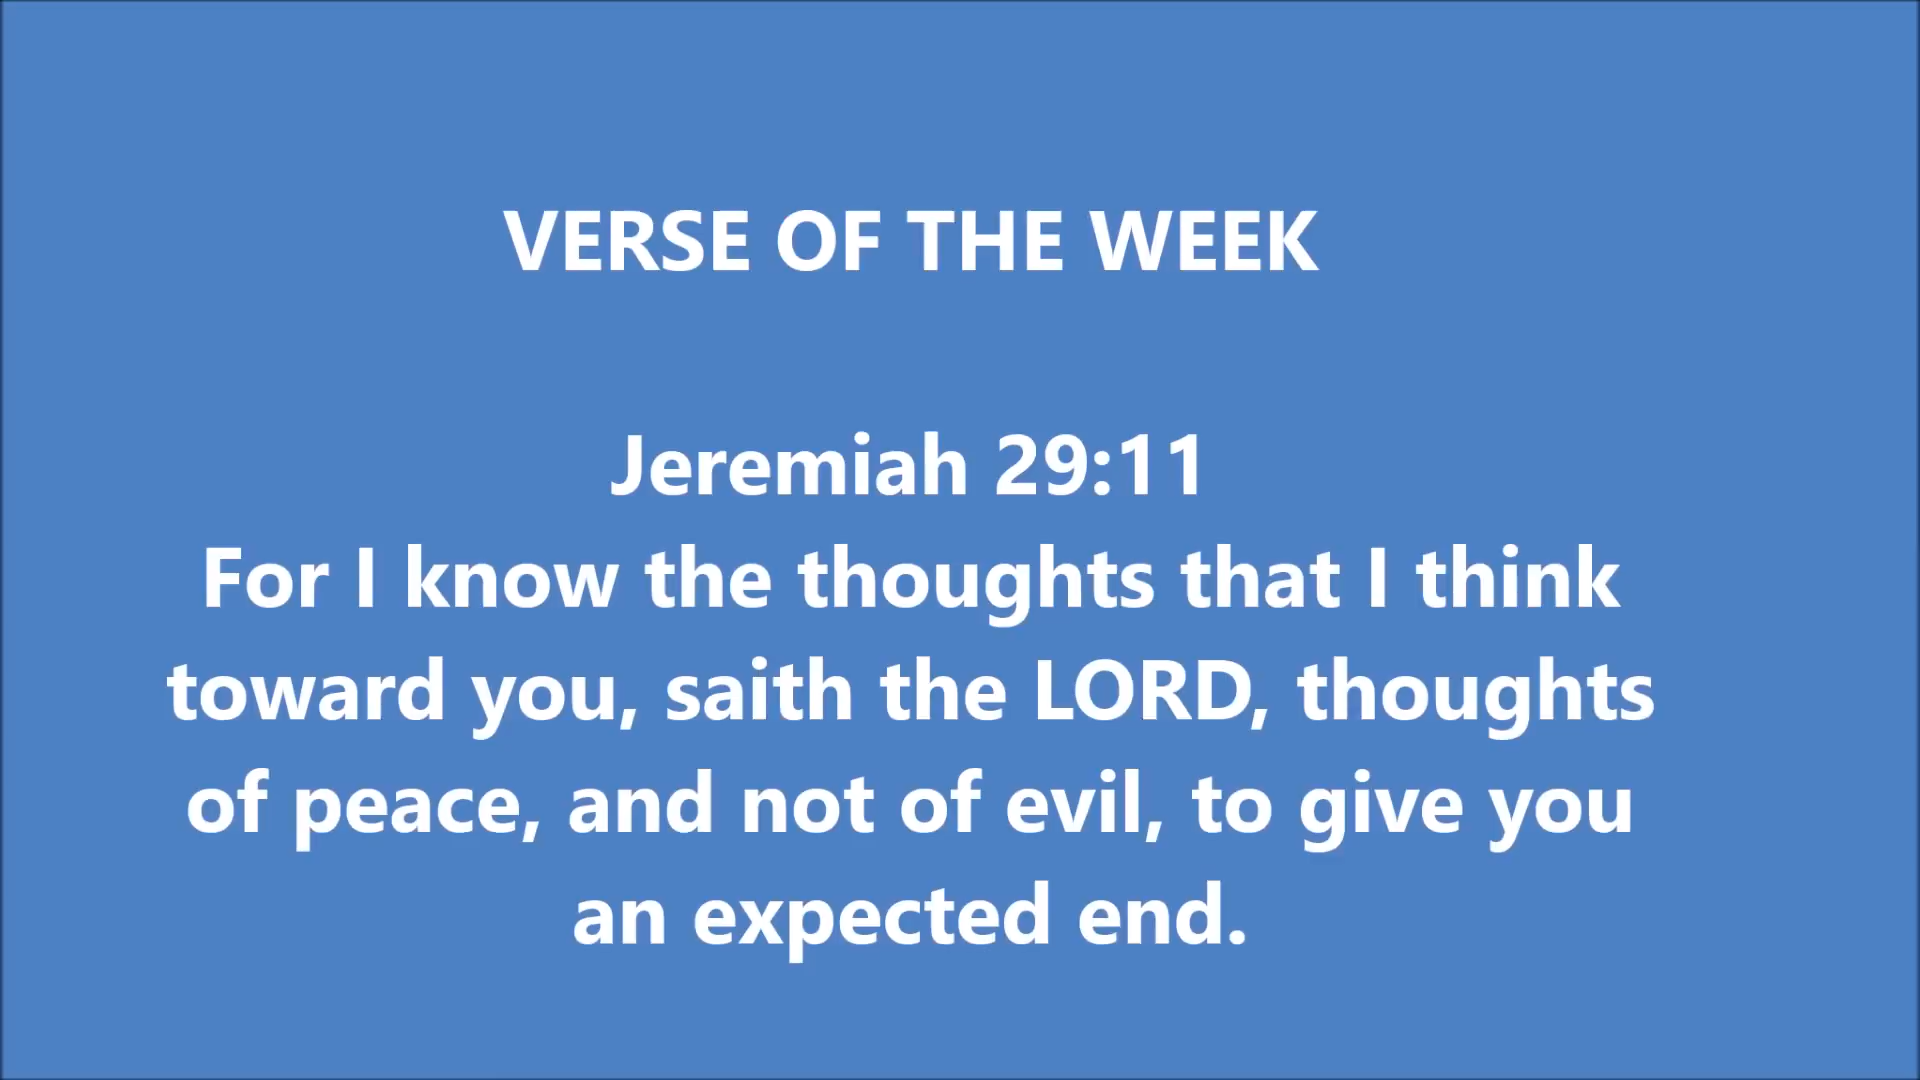 VERSE OF THE WEEK
Jeremiah 29:11
For I know the thoughts that I think
toward you, saith the LORD, thoughts
of peace, and not of evil, to give you
an expected end.